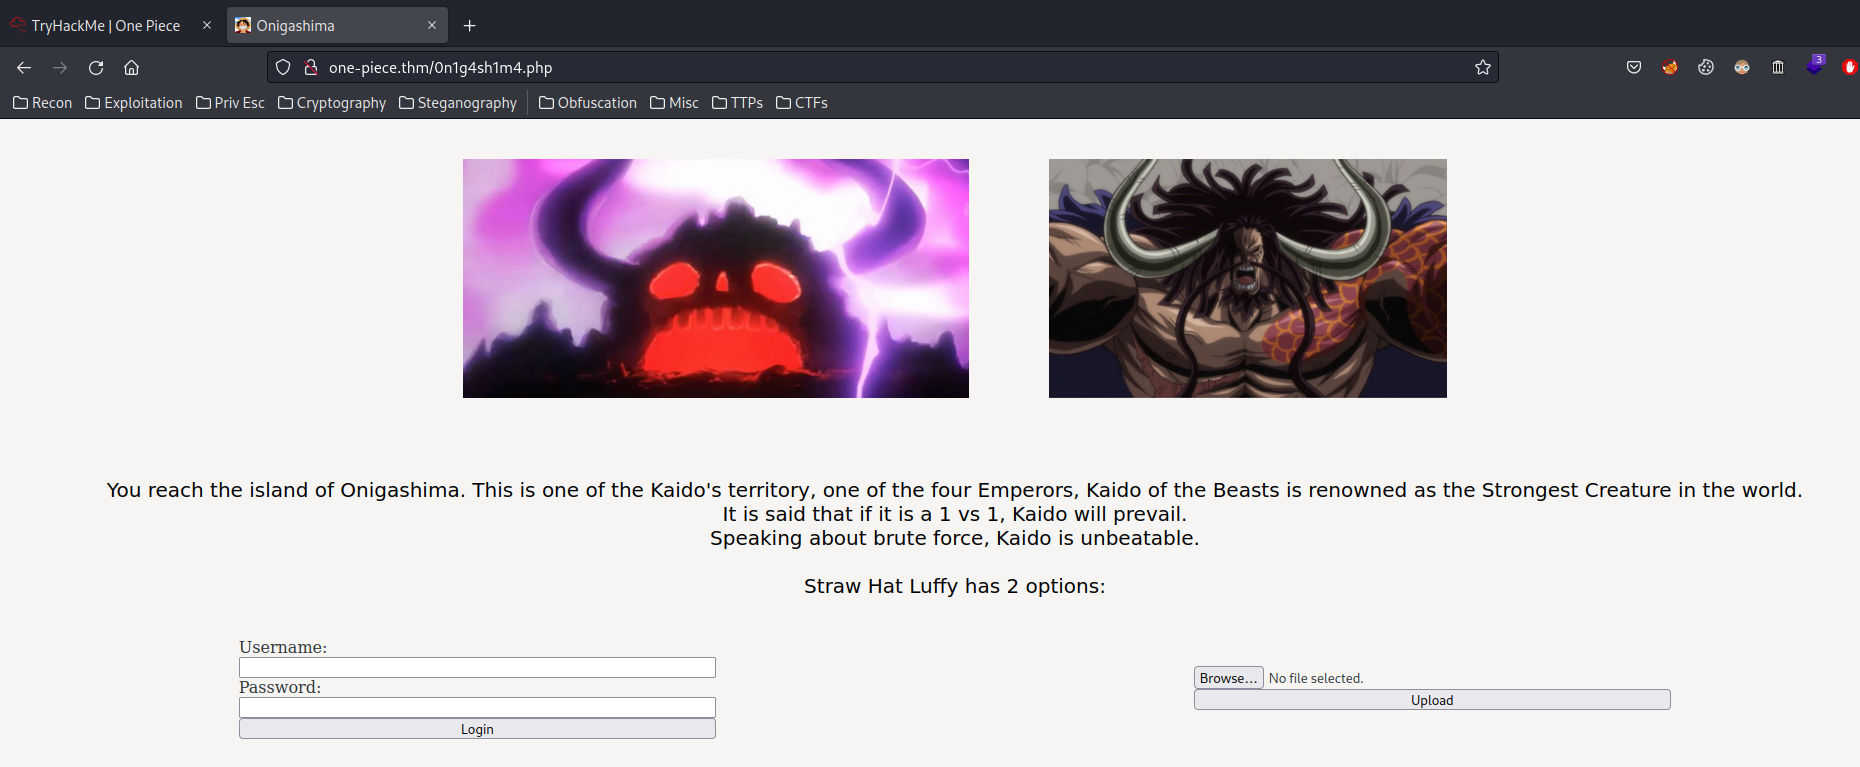 TryHackMe | One Piece
Onigashima
one-piece.thm/0n1g4sh1m4.php
3
Recon Exploitation Priv Esc Cryptography Steganography Obfuscation Misc TTPs CTFs
You reach the island of Onigashima. This is one of the Kaido's territory, one of the four Emperors, Kaido of the Beasts is renowned as the Strongest Creature in the world.
It is said that if it is a 1 vs 1, Kaido will prevail.
Speaking about brute force, Kaido is unbeatable.
Straw Hat Luffy has 2 options:
Username:
Password:
Login
Browse... No file selected.
Upload